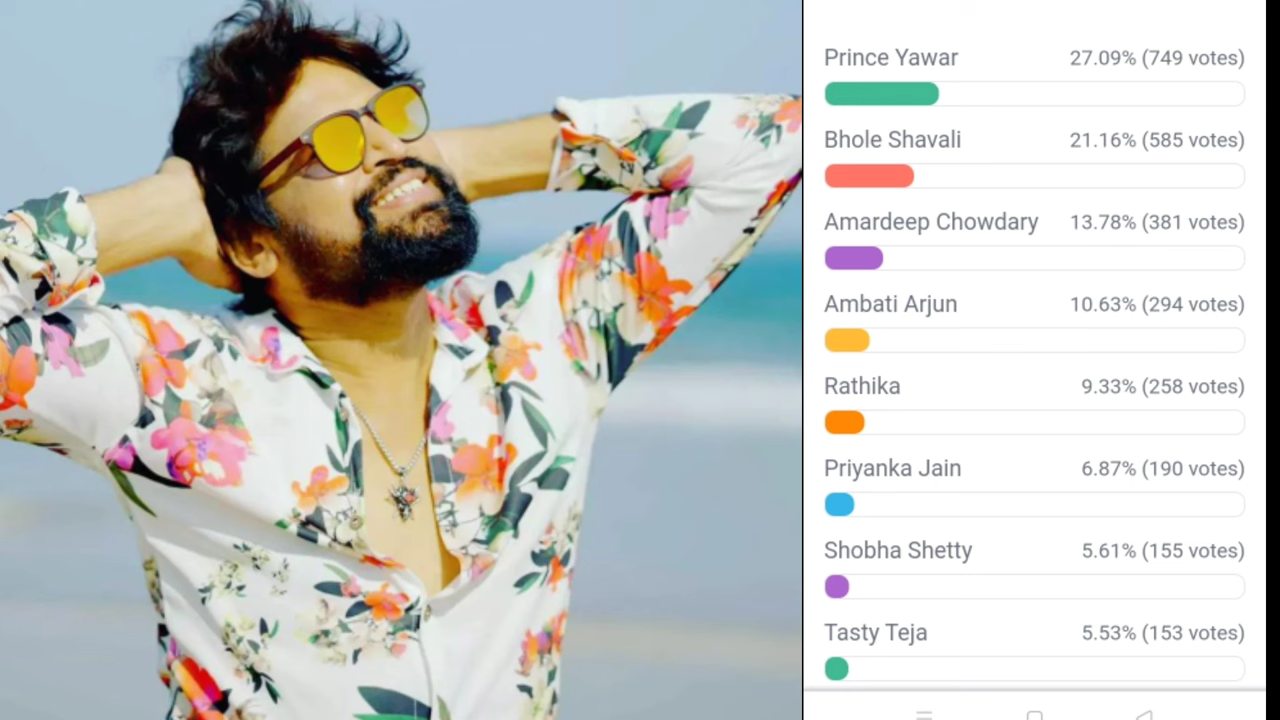 Prince Yawar 27.09% (749 votes)
Bhole Shavali 21.16% (585 votes)
Amardeep Chowdary 13.78% (381 votes)
Ambati Arjun 10.63% (294 votes)
Rathika 9.33% (258 votes)
Priyanka Jain 6.87% (190 votes)
Shobha Shetty 5.61% (155 votes)
Tasty Teja 5.53% (153 votes)